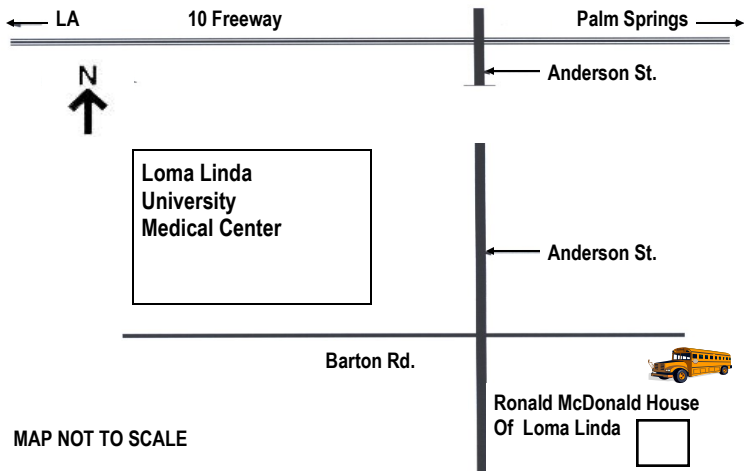 LA
10 Freeway
Palm Springs
Anderson St.
N
Loma Linda
University
Medical Center
Anderson St.
Barton Rd.
Ronald McDonald House
Of Loma Linda
MAP NOT TO SCALE